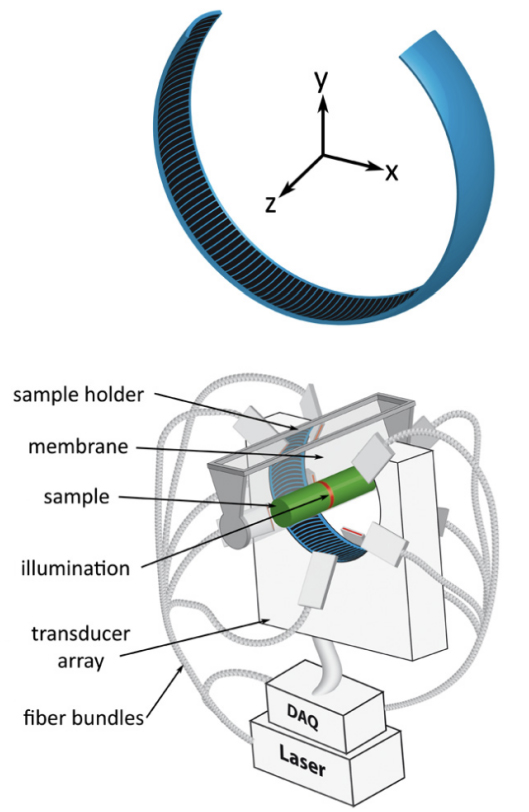 y
x
z
sample holder
membrane
sample
illumination
transducer
array
fiber bundles
DAQ
Laser